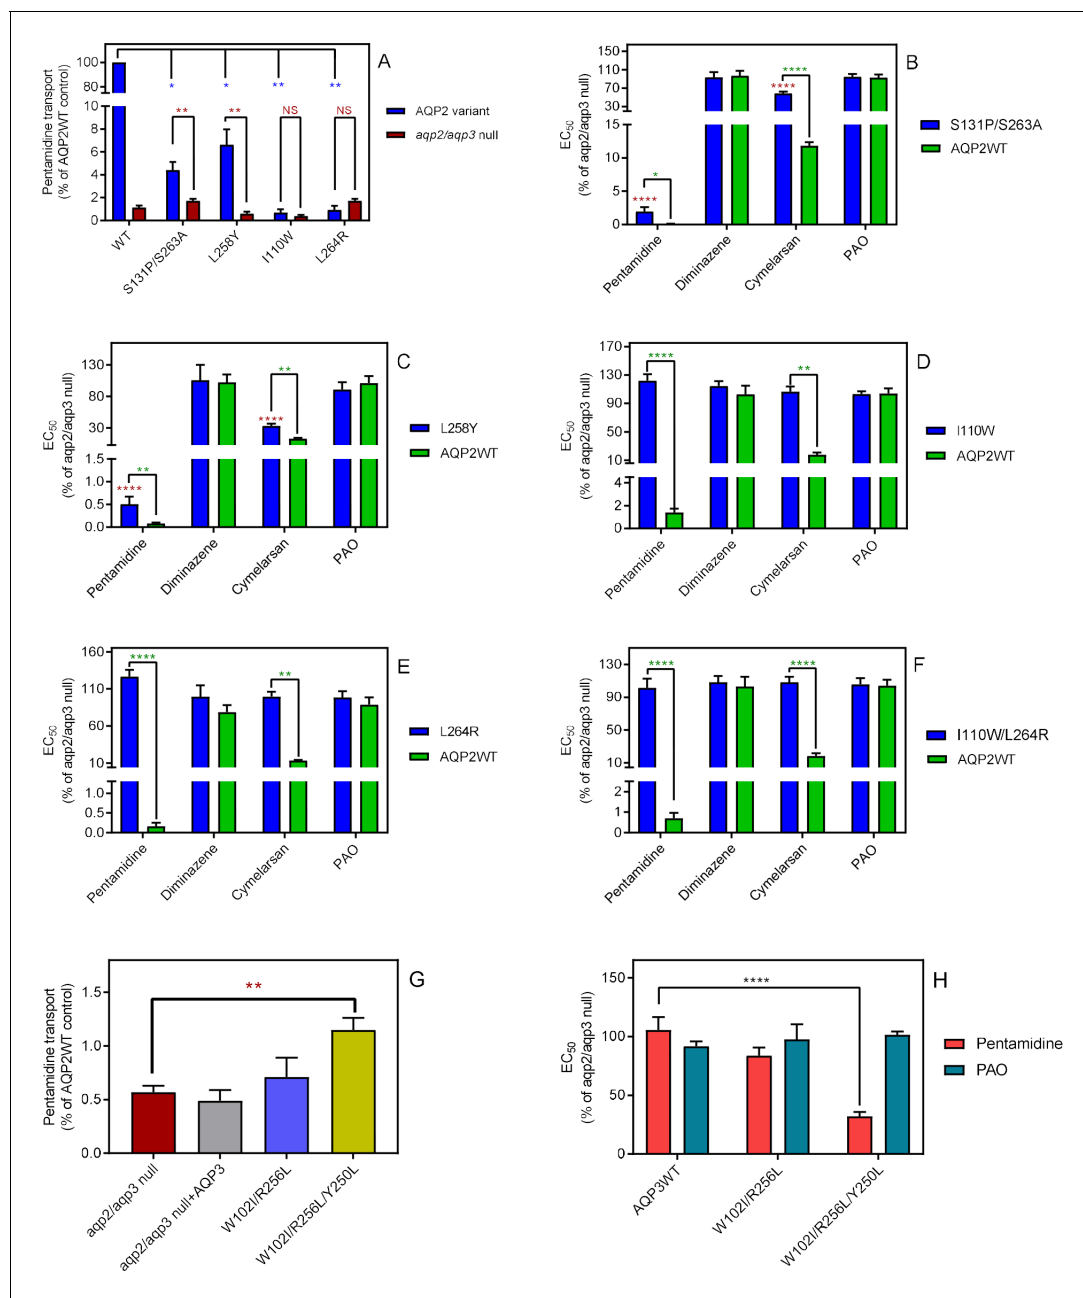 A
Pentamidine transport
(% of AQP2WT control)
100
80
10
8
6
4
2
0
* * ** **
** ** NS NS
AQP2 variant
aqp2/aqp3 null
WT
S131P/S263A
L258Y
I110W
L264R
B
EC50
(% of aqp2/aqp3 null)
150
110
90
70
30
15
10
5
0
****
****
*
****
S131P/S263A
AQP2WT
Pentamidine
Diminazene
Cymelarsan
PAO
C
EC50
(% of aqp2/aqp3 null)
130
80
30
1.5
1.0
0.5
0.0
**
****
**
****
L258Y
AQP2WT
Pentamidine
Diminazene
Cymelarsan
PAO
D
EC50
(% of aqp2/aqp3 null)
170
130
90
50
10
4
2
0
****
**
I110W
AQP2WT
Pentamidine
Diminazene
Cymelarsan
PAO
E
EC50
(% of aqp2/aqp3 null)
160
110
60
10
1.0
0.5
0.0
****
**
L264R
AQP2WT
Pentamidine
Diminazene
Cymelarsan
PAO
F
EC50
(% of aqp2/aqp3 null)
130
90
50
10
2
1
0
****
****
I110W/L264R
AQP2WT
Pentamidine
Diminazene
Cymelarsan
PAO
G
Pentamidine transport
(% of AQP2WT control)
1.5
1.0
0.5
0.0
**
aqp2/aqp3 null
aqp2/aqp3 null+AQP3
W102I/R256L
W102I/R256L/Y250L
H
EC50
(% of aqp2/aqp3 null)
150
100
50
0
****
Pentamidine
PAO
AQP3WT
W102I/R256L
W102I/R256L/Y250L